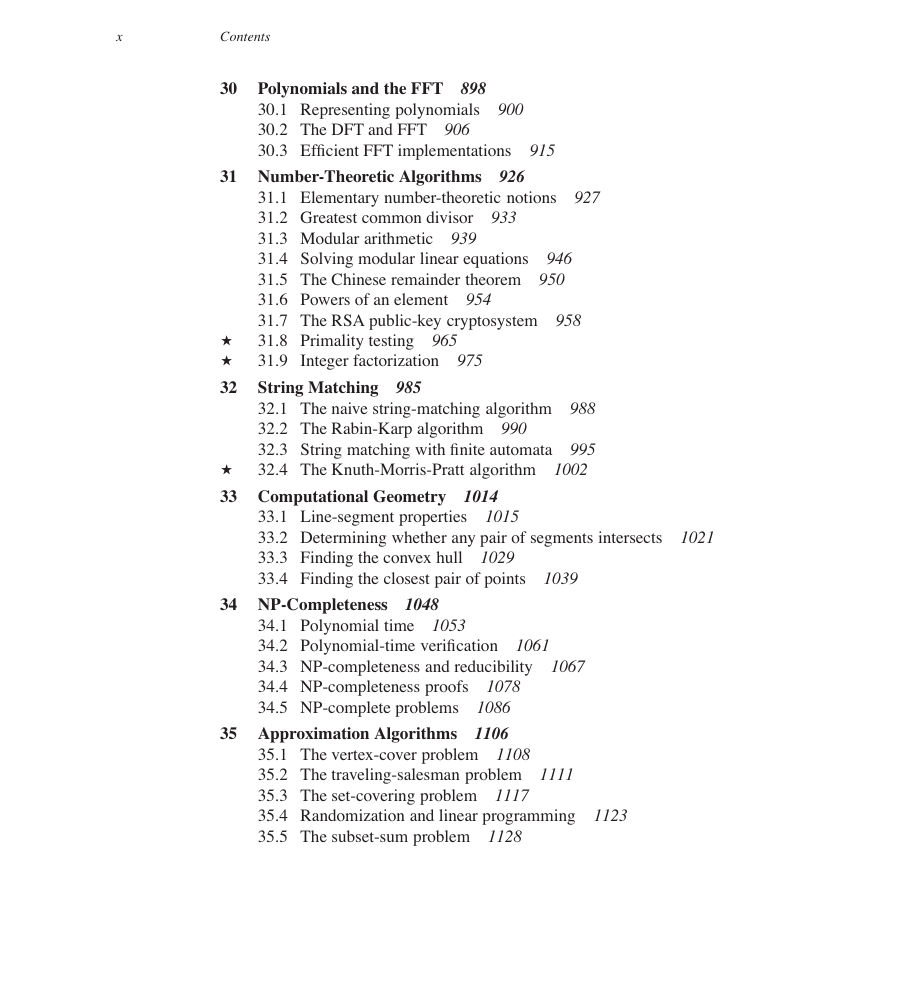 x Contents
30 Polynomials and the FFT 898
30.1 Representing polynomials 900
30.2 The DFT and FFT 906
30.3 Efficient FFT implementations 915
31 Number-Theoretic Algorithms 926
31.1 Elementary number-theoretic notions 927
31.2 Greatest common divisor 933
31.3 Modular arithmetic 939
31.4 Solving modular linear equations 946
31.5 The Chinese remainder theorem 950
31.6 Powers of an element 954
31.7 The RSA public-key cryptosystem 958
★ 31.8 Primality testing 965
★ 31.9 Integer factorization 975
32 String Matching 985
32.1 The naive string-matching algorithm 988
32.2 The Rabin-Karp algorithm 990
32.3 String matching with finite automata 995
★ 32.4 The Knuth-Morris-Pratt algorithm 1002
33 Computational Geometry 1014
33.1 Line-segment properties 1015
33.2 Determining whether any pair of segments intersects 1021
33.3 Finding the convex hull 1029
33.4 Finding the closest pair of points 1039
34 NP-Completeness 1048
34.1 Polynomial time 1053
34.2 Polynomial-time verification 1061
34.3 NP-completeness and reducibility 1067
34.4 NP-completeness proofs 1078
34.5 NP-complete problems 1086
35 Approximation Algorithms 1106
35.1 The vertex-cover problem 1108
35.2 The traveling-salesman problem 1111
35.3 The set-covering problem 1117
35.4 Randomization and linear programming 1123
35.5 The subset-sum problem 1128